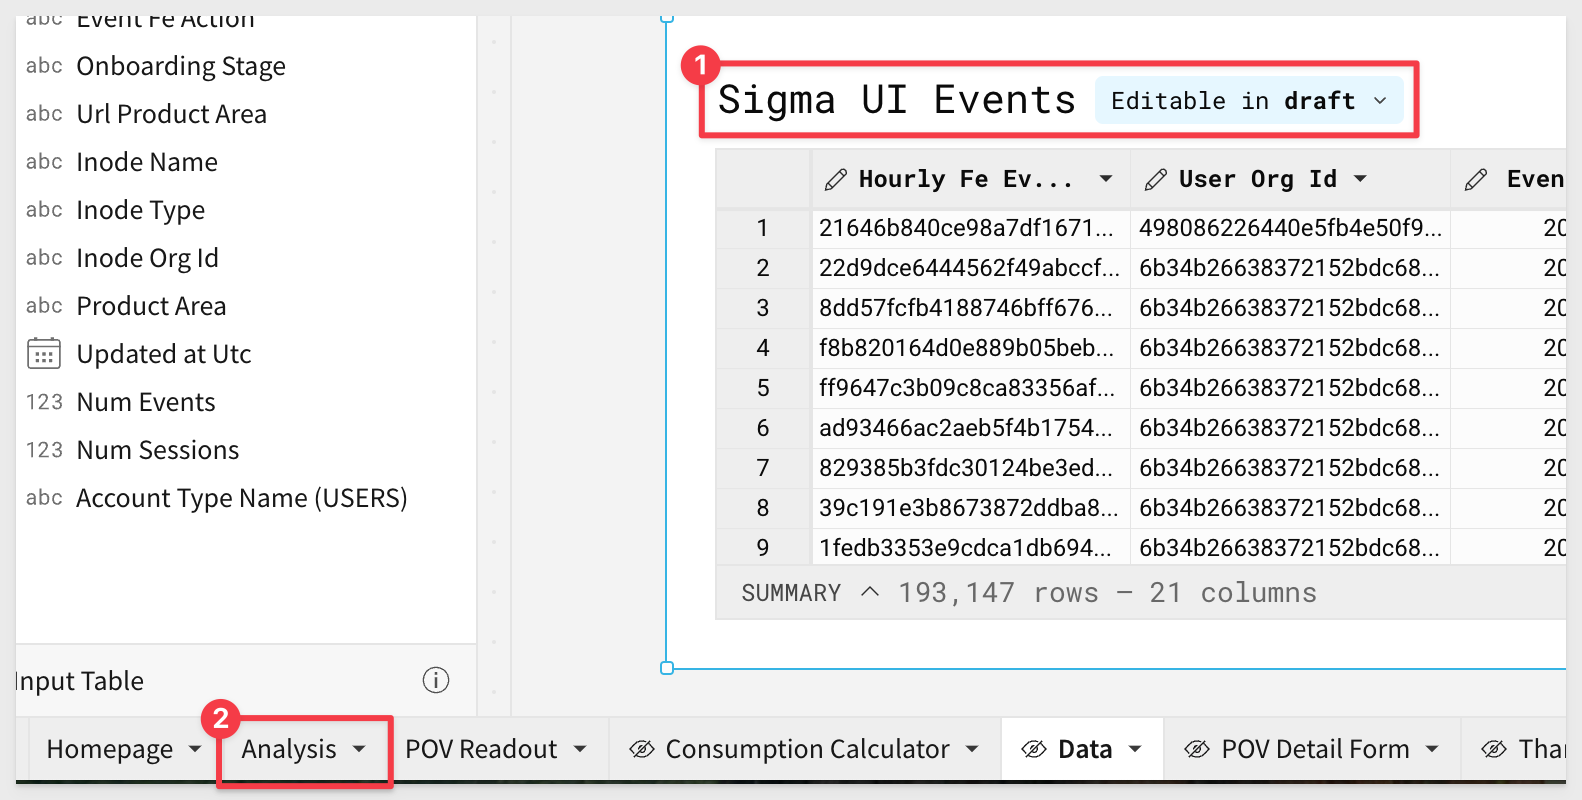 abc Event Fe Action
abc Onboarding Stage
abc Url Product Area
abc Inode Name
abc Inode Type
abc Inode Org Id
abc Product Area
Updated at Utc
123 Num Events
123 Num Sessions
abc Account Type Name (USERS)
Input Table
1
Sigma UI Events Editable in draft
Hourly Fe Ev... User Org Id Even
1 21646b840ce98a7df1671... 498086226440e5fb4e50f9... 20
2 22d9dce6444562f49abccf... 6b34b26638372152bdc68... 20
3 8dd57fcfb4188746bff676... 6b34b26638372152bdc68... 20
4 f8b820164d0e889b05beb... 6b34b26638372152bdc68... 20
5 ff9647c3b09c8ca83356af... 6b34b26638372152bdc68... 20
6 ad93466ac2aeb5f4b1754... 6b34b26638372152bdc68... 20
7 829385b3fdc30124be3ed... 6b34b26638372152bdc68... 20
8 39c191e3b8673872ddba8... 6b34b26638372152bdc68... 20
9 1fedb3353e9cdca1db694... 6b34b26638372152bdc68... 20
SUMMARY 193,147 rows – 21 columns
2
Homepage Analysis POV Readout Consumption Calculator Data POV Detail Form Thar